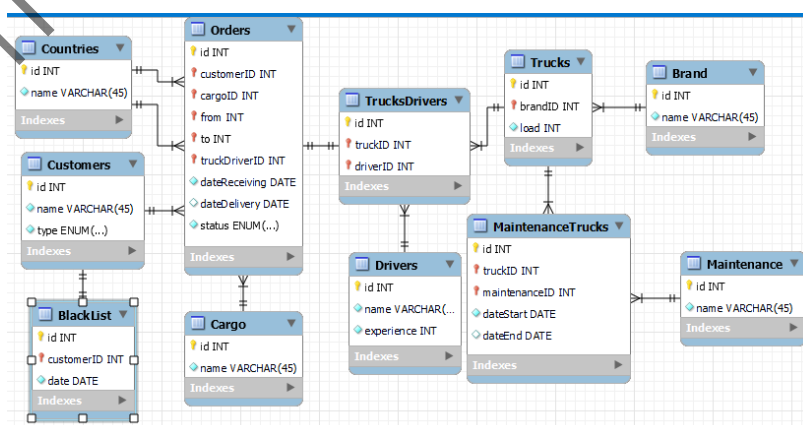 Countries
id INT
name VARCHAR(45)
Indexes
Customers
id INT
name VARCHAR(45)
type ENUM(...)
Indexes
BlackList
id INT
customerID INT
date DATE
Indexes
Orders
id INT
customerID INT
cargoID INT
from INT
to INT
truckDriverID INT
dateReceiving DATE
dateDelivery DATE
status ENUM(...)
Indexes
Cargo
id INT
name VARCHAR(45)
Indexes
TrucksDrivers
id INT
truckID INT
driverID INT
Indexes
Drivers
id INT
name VARCHAR(...
experience INT
Indexes
Trucks
id INT
brandID INT
load INT
Indexes
MaintenanceTrucks
id INT
truckID INT
maintenanceID INT
dateStart DATE
dateEnd DATE
Indexes
Brand
id INT
name VARCHAR(45)
Indexes
Maintenance
id INT
name VARCHAR(45)
Indexes